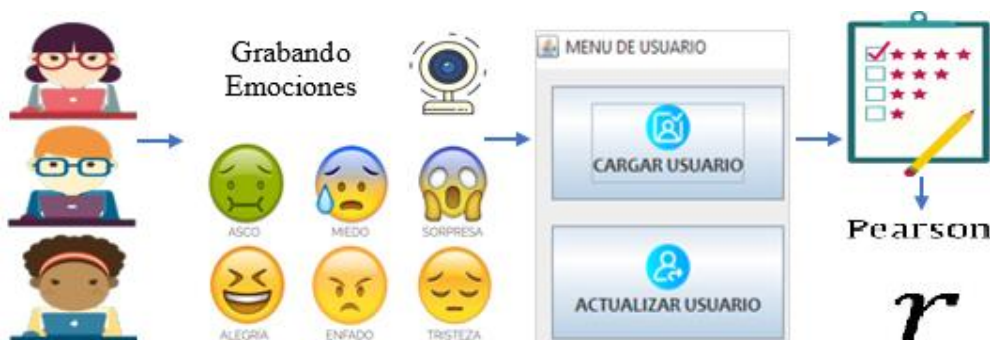 Grabando
Emociones
ASCO
MIEDO
SORPRESA
ALEGRIA
ENFADO
TRISTEZA
MENU DE USUARIO
CARGAR USUARIO
ACTUALIZAR USUARIO
Pearson
r